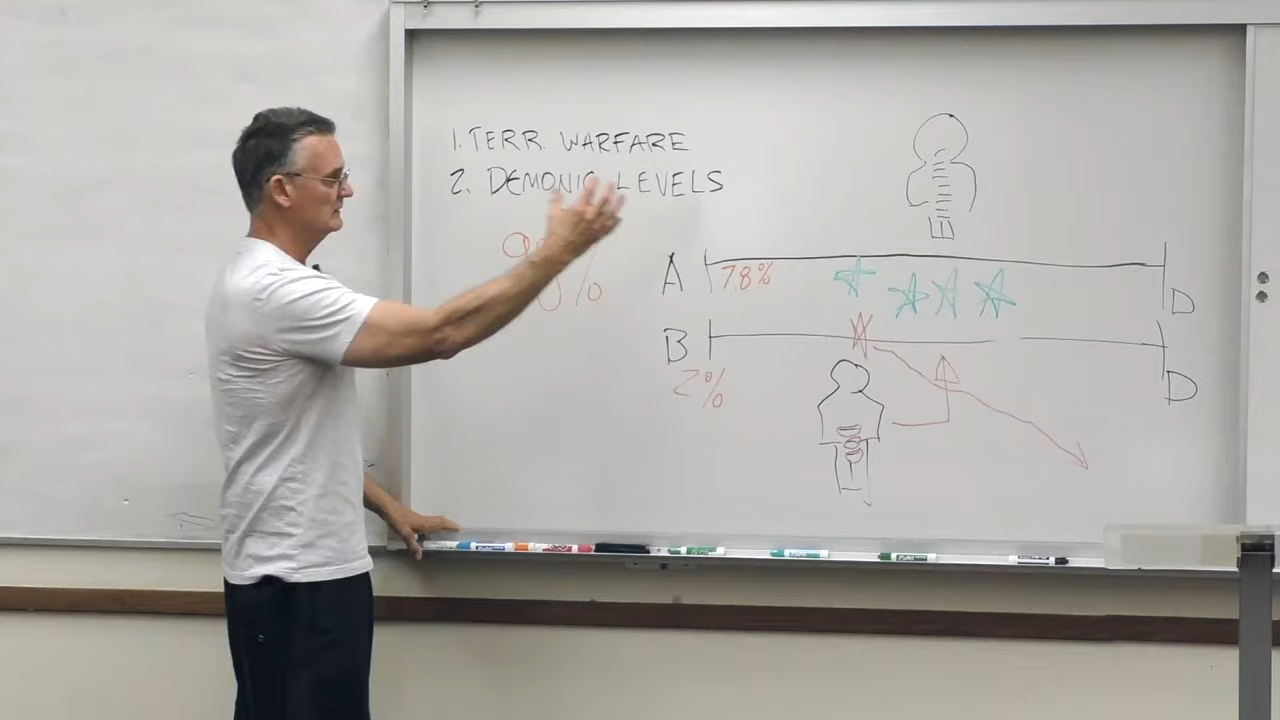 1. TERR. WARFARE
2. DEMONIC LEVELS
A 78% D
B D
2%